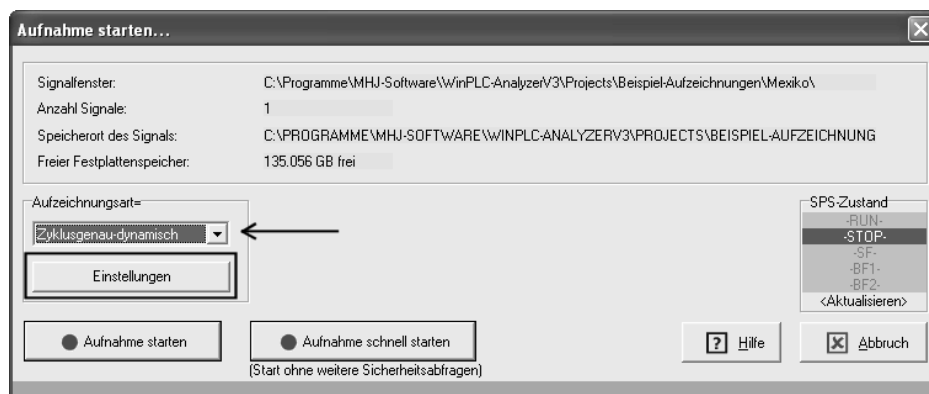 Aufnahme starten...
Signalfenster: C:\Programme\MHJ-Software\WinPLC-AnalyzerV3\Projects\Beispiel-Aufzeichnungen\Mexiko\
Anzahl Signale: 1
Speicherort des Signals: C:\PROGRAMME\MHJ-SOFTWARE\WINPLC-ANALYZERV3\PROJECTS\BEISPIEL-AUFZEICHNUNG
Freier Festplattenspeicher: 135.056 GB frei
Aufzeichnungsart=
Zyklusgenau-dynamisch
Einstellungen
SPS-Zustand
-RUN-
-STOP-
-SF-
-BF1-
-BF2-
<Aktualisieren>
Aufnahme starten
Aufnahme schnell starten
(Start ohne weitere Sicherheitsabfragen)
Hilfe
Abbruch